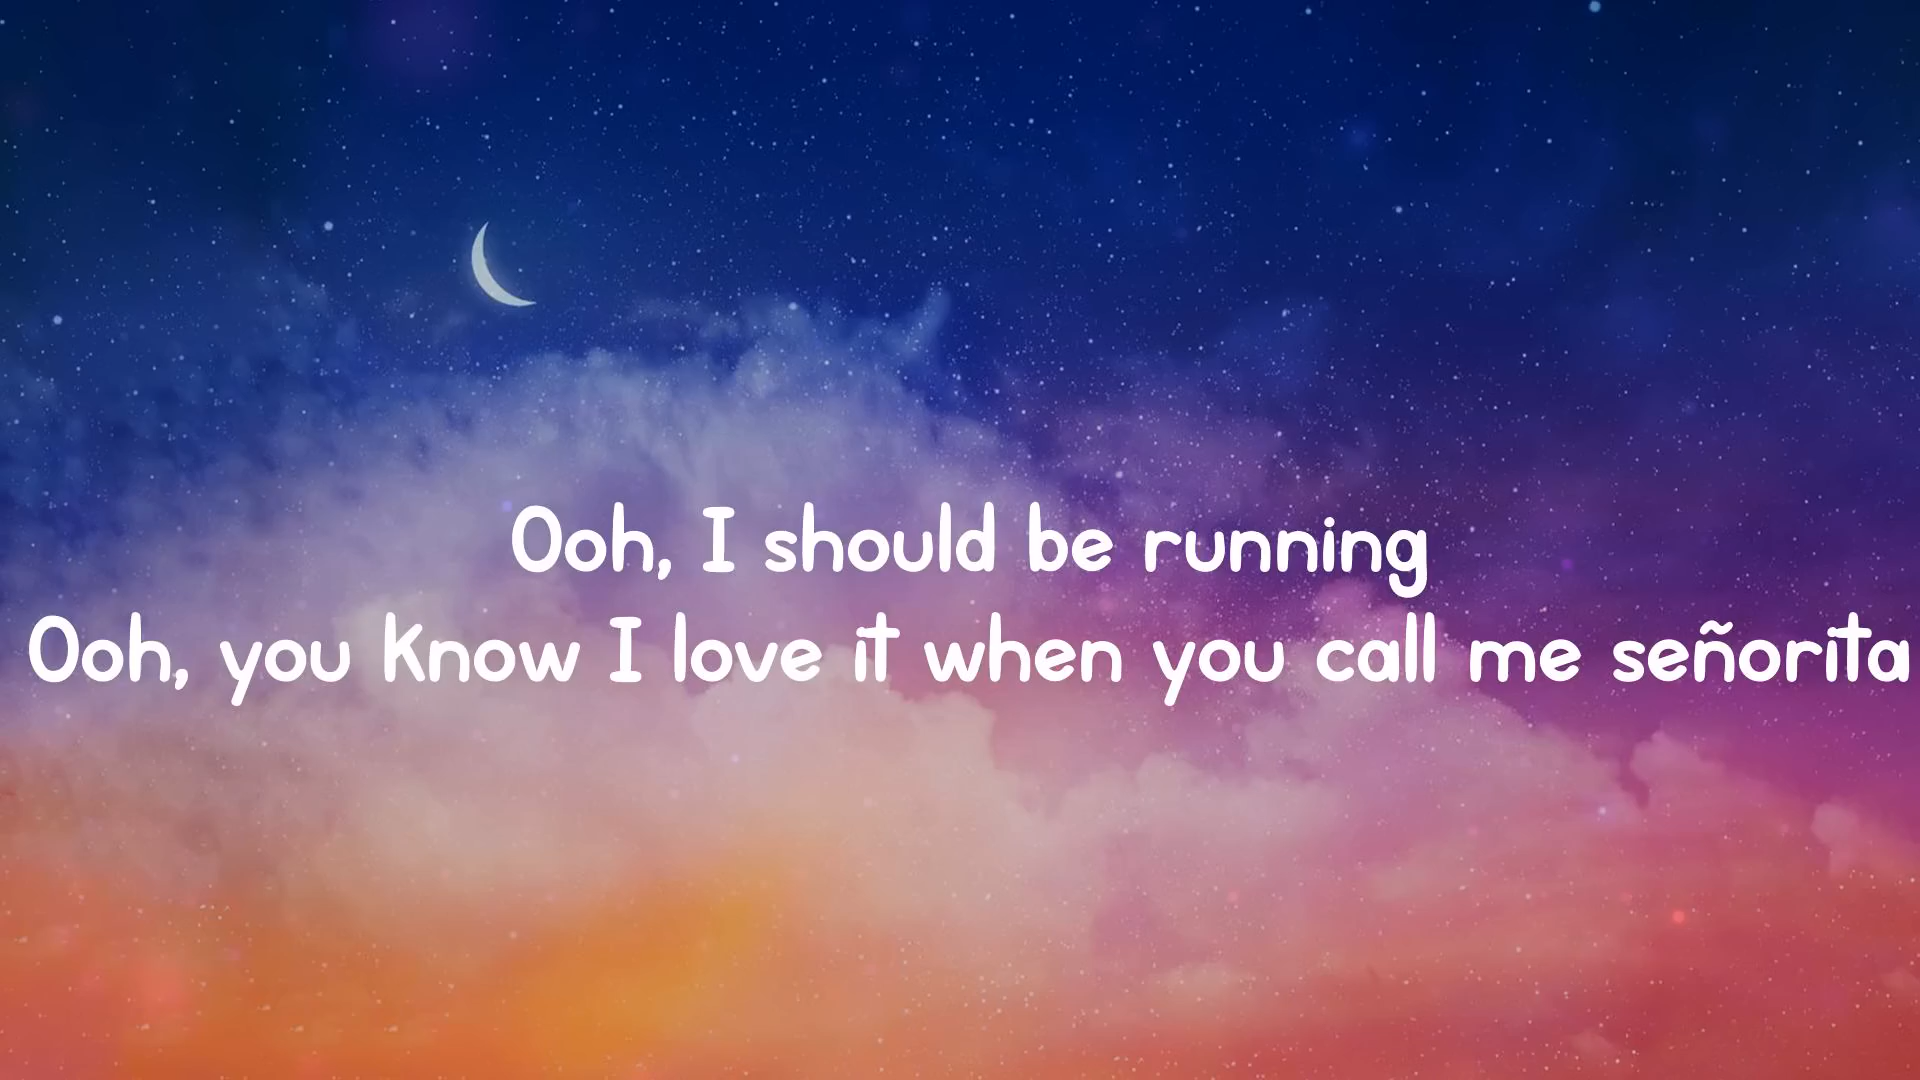 Ooh, I should be running
Ooh, you know I love it when you call me señorita